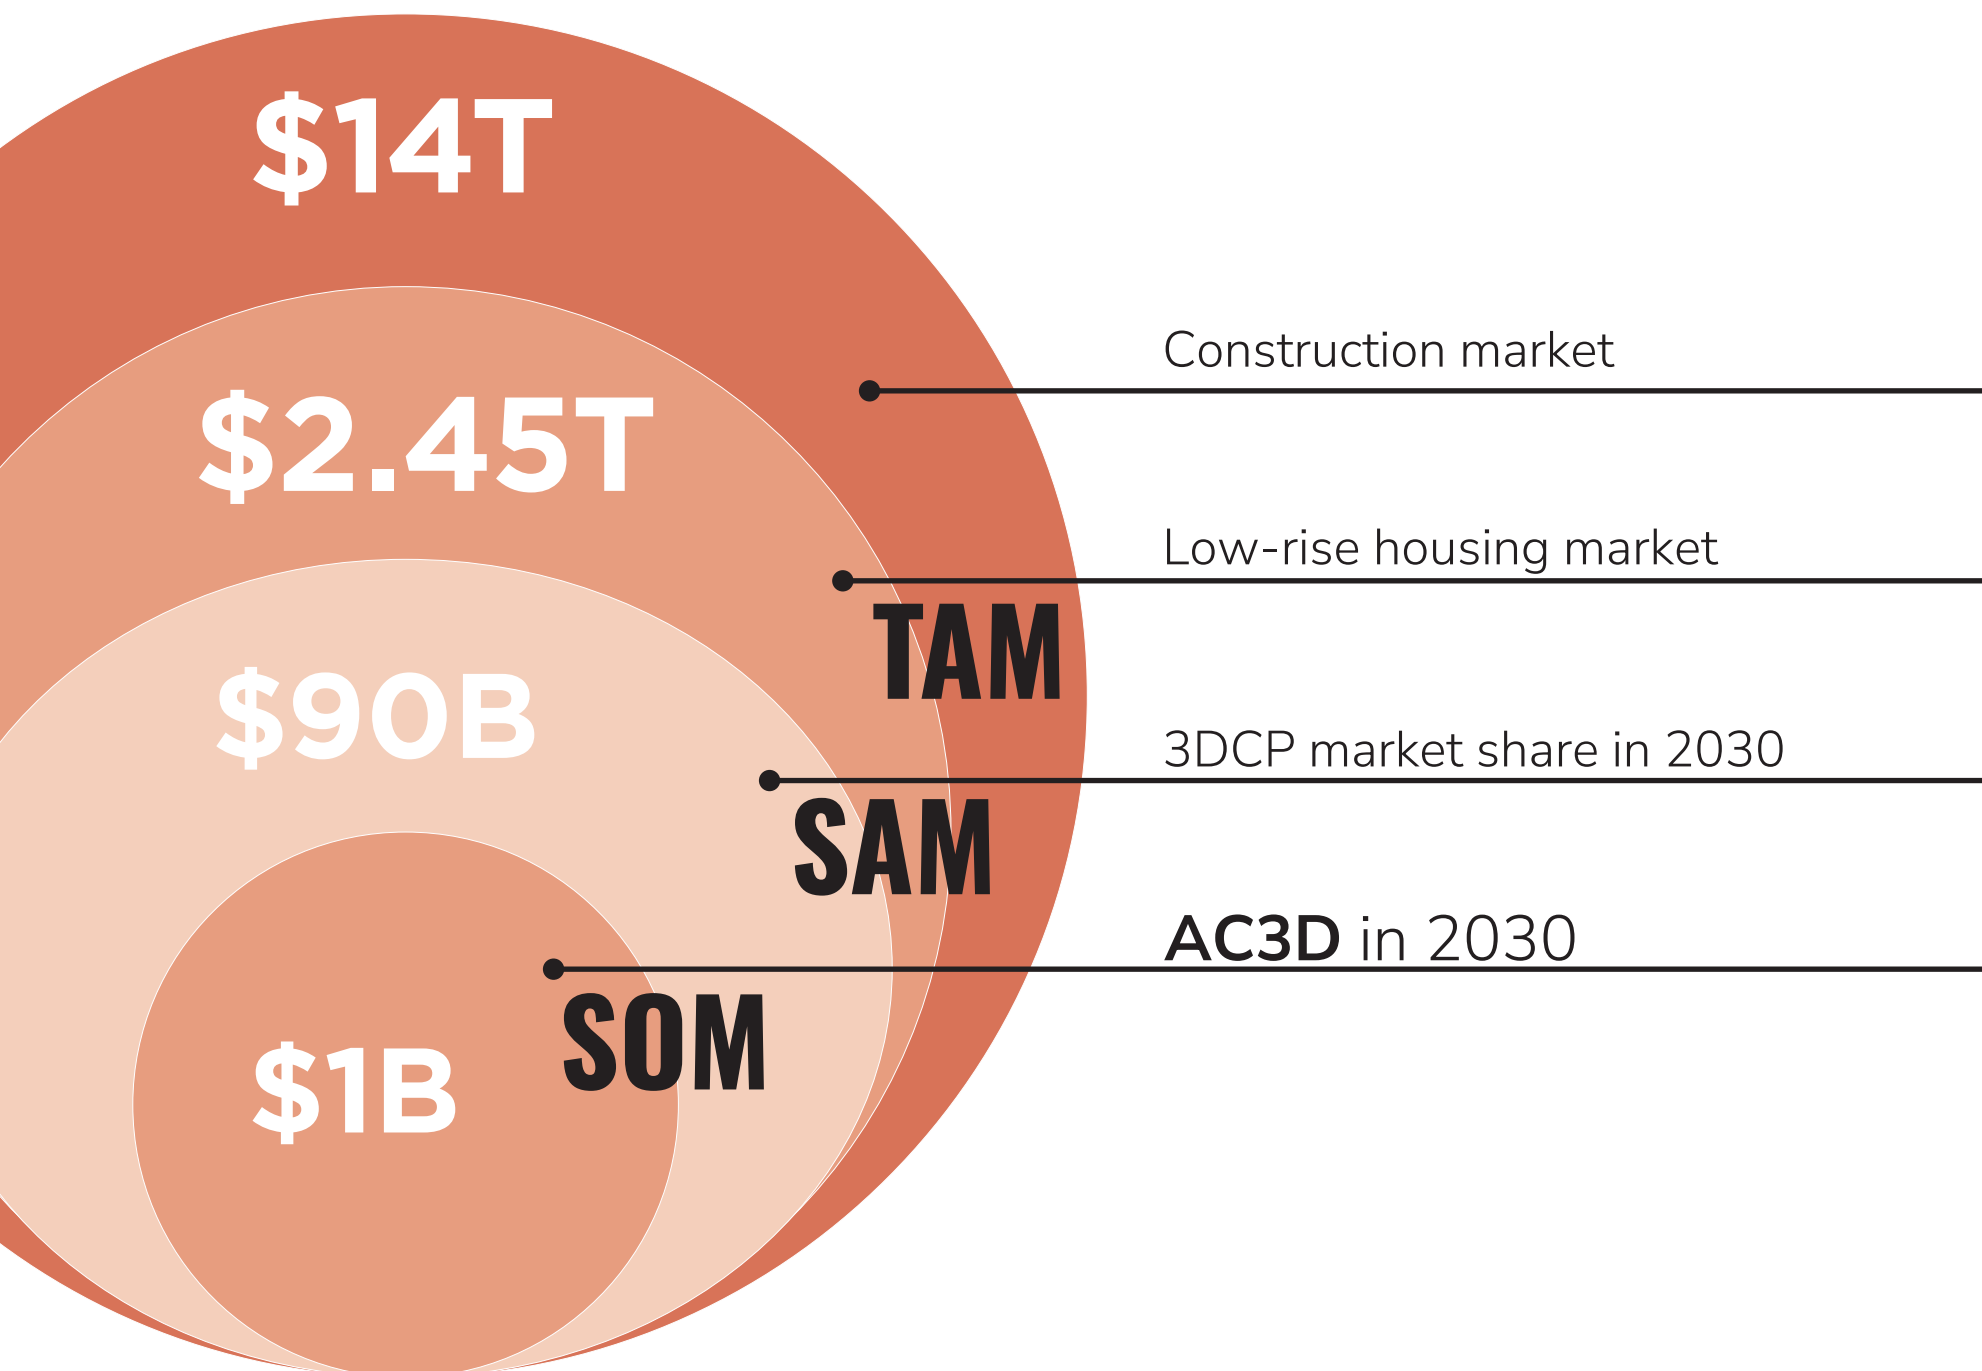 $14T
Construction market
$2.45T
Low-rise housing market
TAM
$90B
3DCP market share in 2030
SAM
AC3D in 2030
SOM
$1B